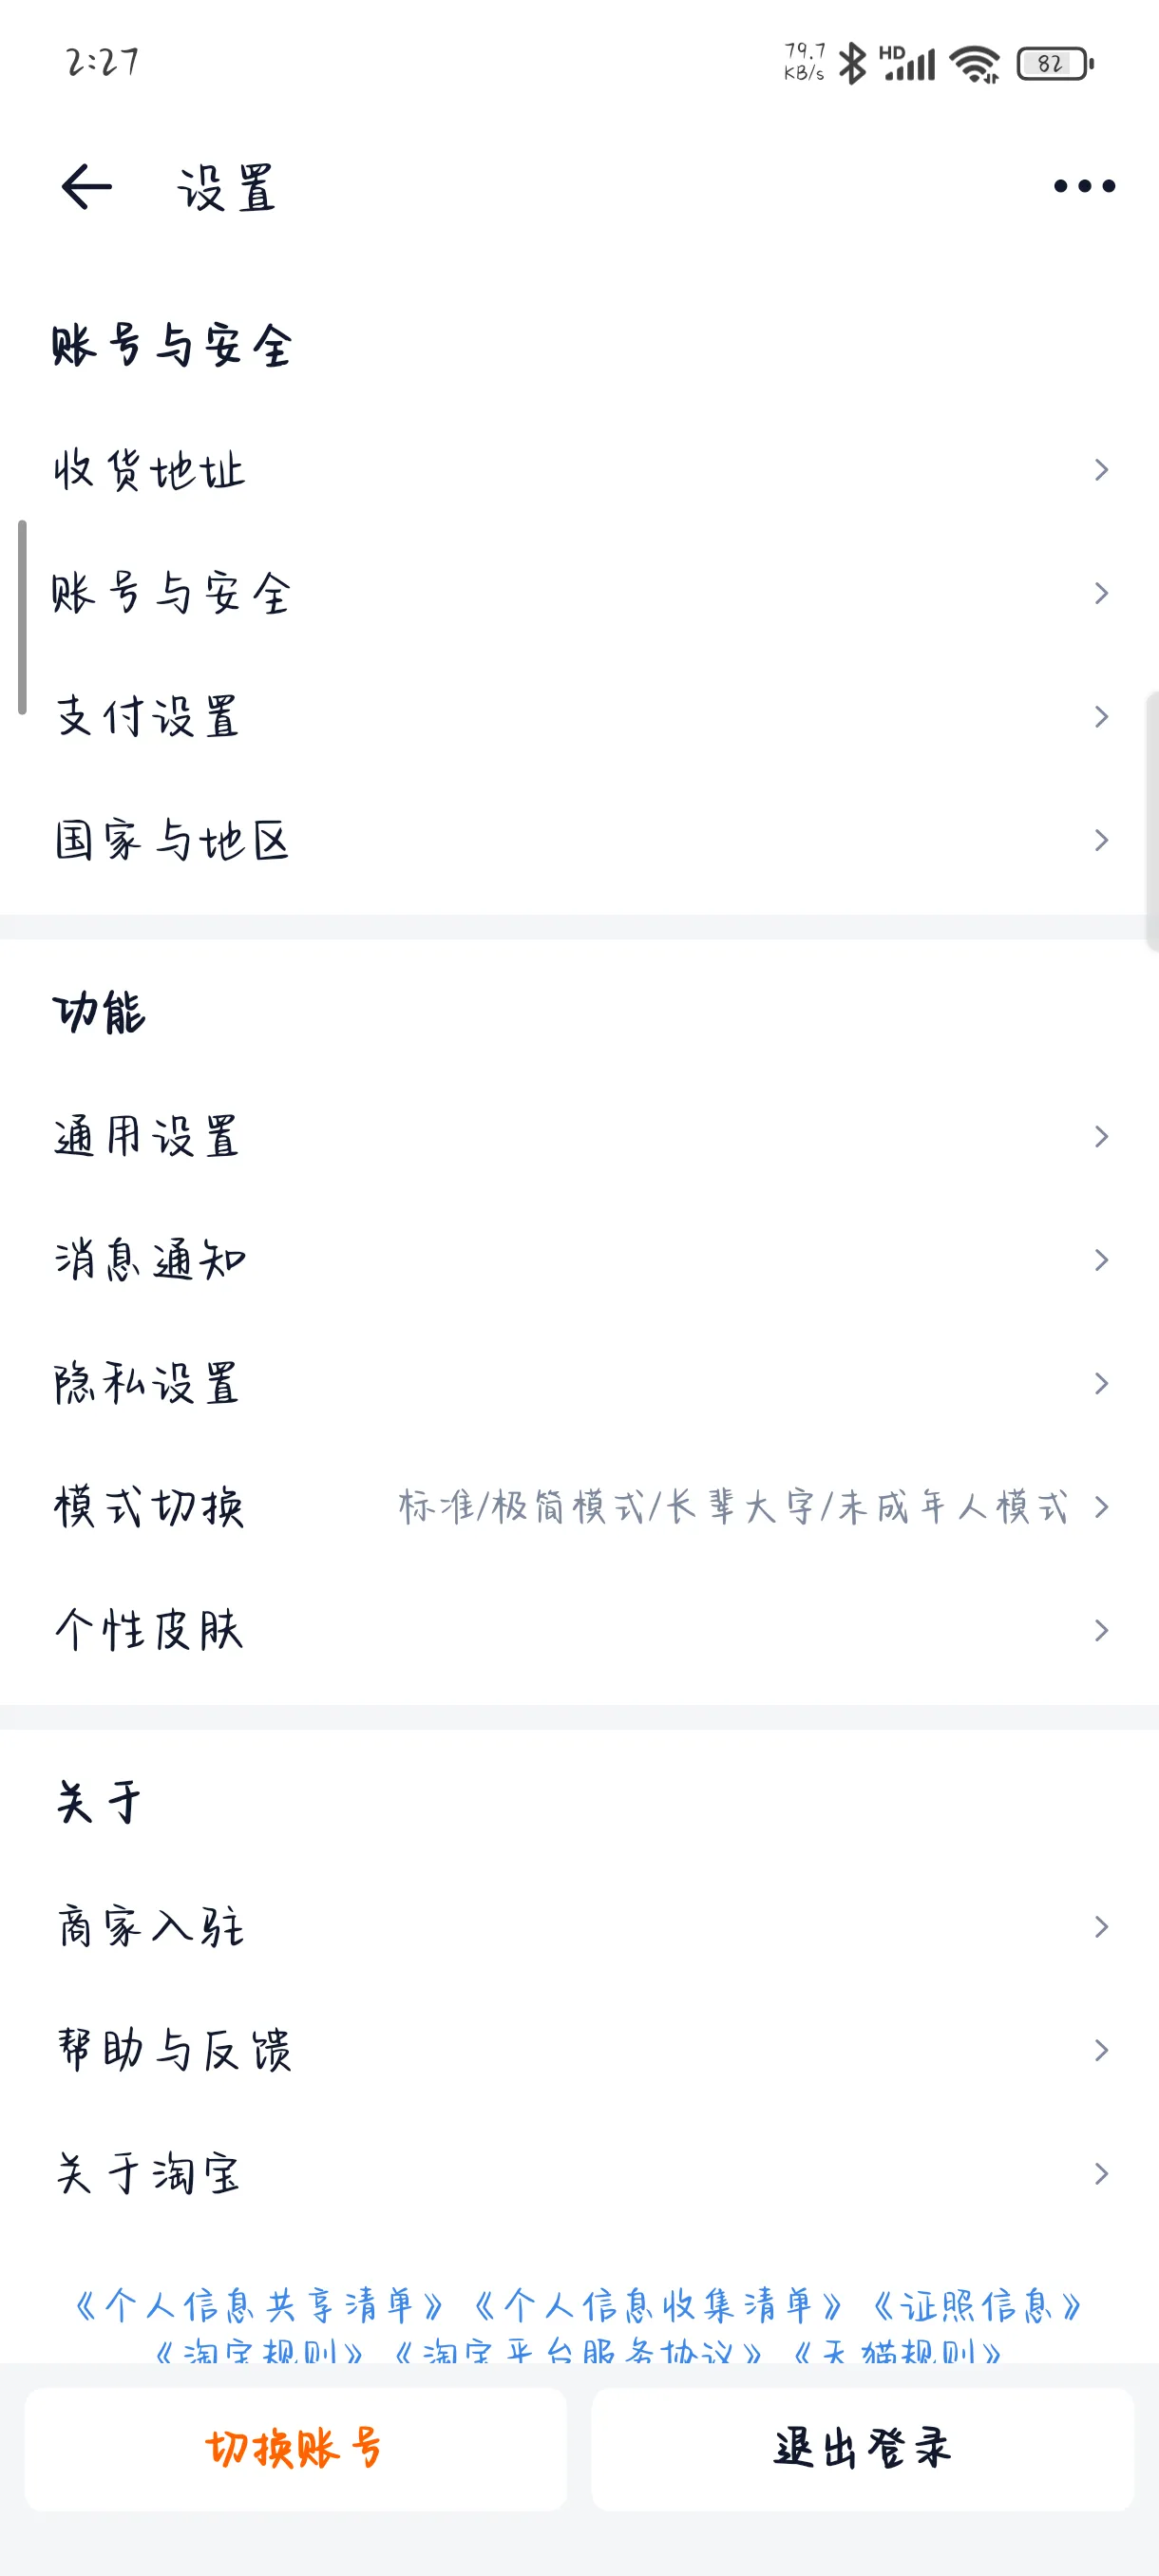 2:27
79.7
KB/s
HD
82
设置
账号与安全
收货地址
账号与安全
支付设置
国家与地区
功能
通用设置
消息通知
隐私设置
模式切换 标准/极简模式/长辈大字/未成年人模式
个性皮肤
关于
商家入驻
帮助与反馈
关于淘宝
《个人信息共享清单》《个人信息收集清单》《证照信息》
《淘宝规则》《淘宝平台服务协议》《天猫规则》
切换账号 退出登录